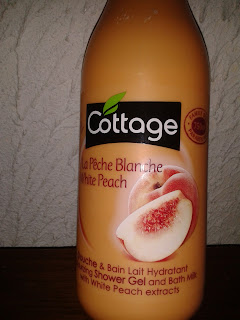 Cottage
La Pêche Blanche
White Peach
Douche & Bain Lait Hydratant
Shower Gel and Bath Milk
with White Peach extracts